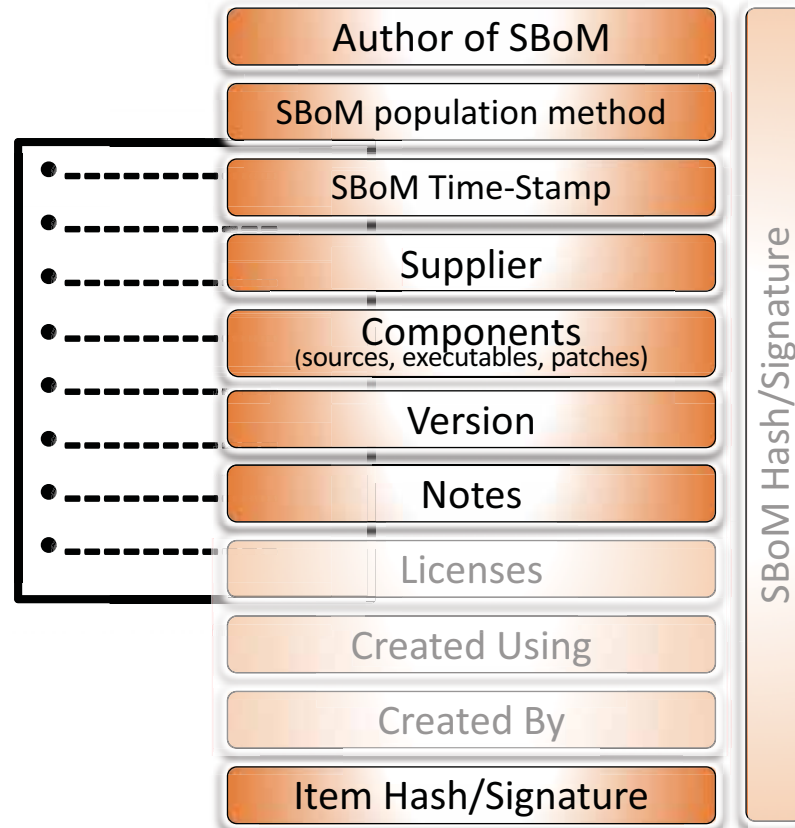 Author of SBoM
SBoM population method
SBoM Time-Stamp
Supplier
Components
(sources, executables, patches)
Version
Notes
Licenses
Created Using
Created By
Item Hash/Signature
SBoM Hash/Signature